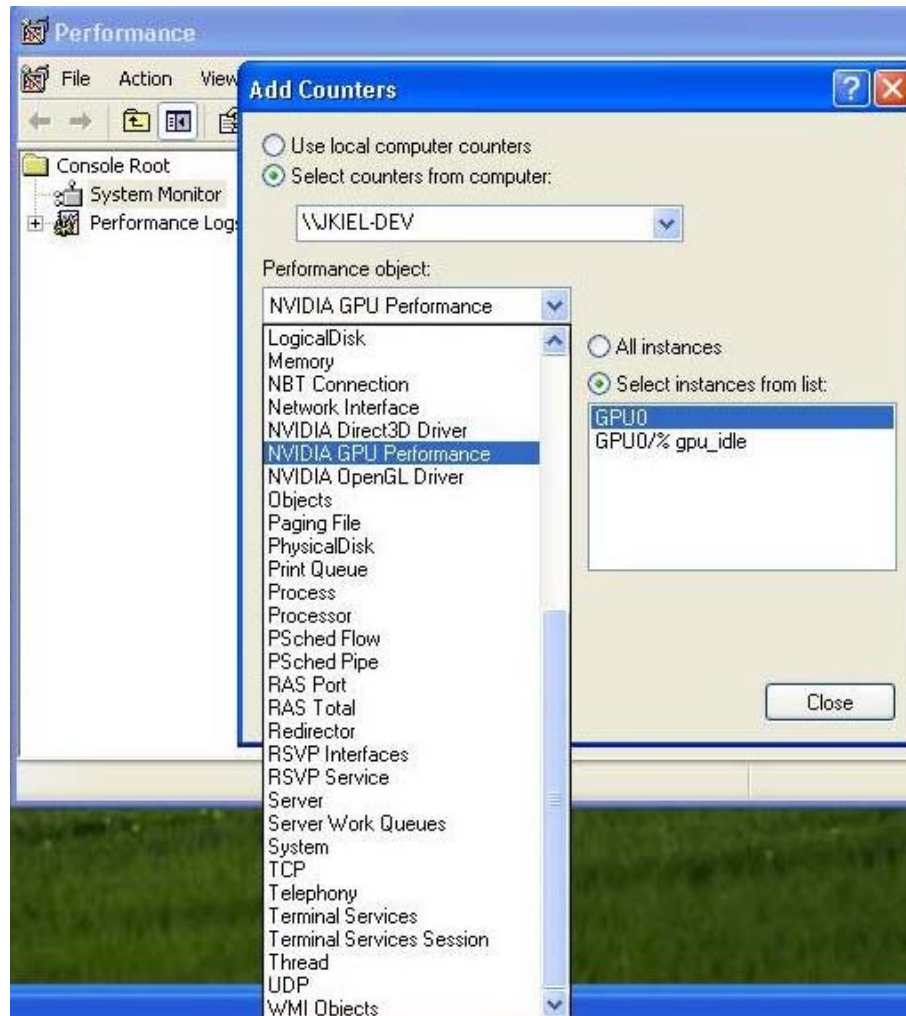 Performance
File Action View
Add Counters
Use local computer counters
Select counters from computer:
\\JKIEL-DEV
Console Root
System Monitor
Performance Logs
Performance object:
NVIDIA GPU Performance
LogicalDisk
Memory
NBT Connection
Network Interface
NVIDIA Direct3D Driver
NVIDIA GPU Performance
NVIDIA OpenGL Driver
Objects
Paging File
PhysicalDisk
Print Queue
Process
Processor
PSched Flow
PSched Pipe
RAS Port
RAS Total
Redirector
RSVP Interfaces
RSVP Service
Server
Server Work Queues
System
TCP
Telephony
Terminal Services
Terminal Services Session
Thread
UDP
WMI Objects
All instances
Select instances from list:
GPU0
GPU0/% gpu_idle
Close